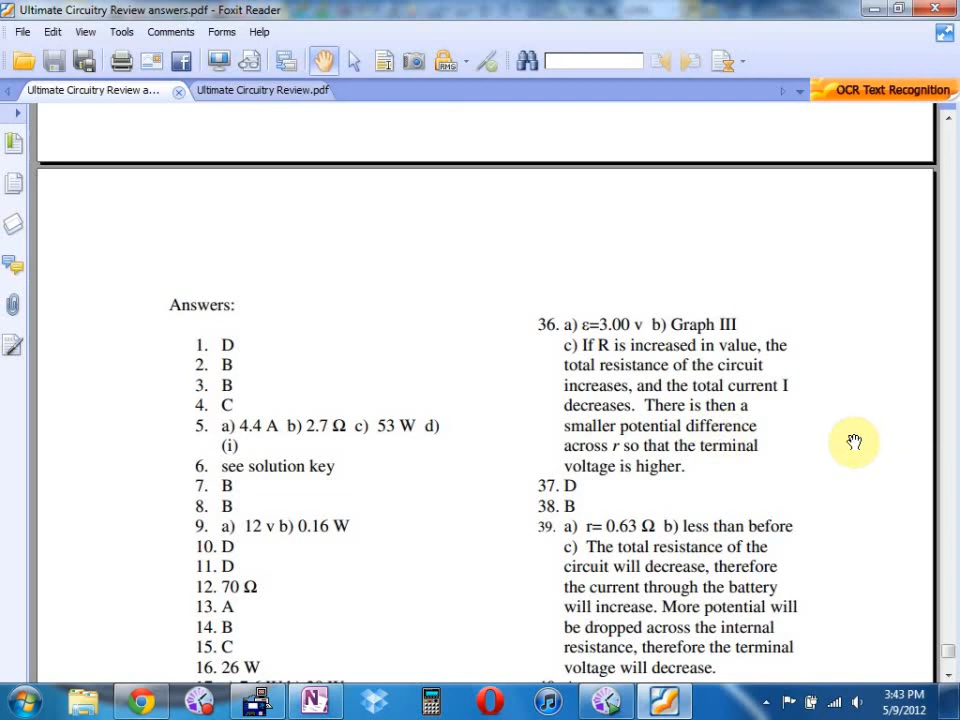 Ultimate Circuitry Review answers.pdf - Foxit Reader
File Edit View Tools Comments Forms Help
Ultimate Circuitry Review a... Ultimate Circuitry Review.pdf OCR Text Recognition
Answers:
1. D
2. B
3. B
4. C
5. a) 4.4 A b) 2.7 Ω c) 53 W d)
(i)
6. see solution key
7. B
8. B
9. a) 12 v b) 0.16 W
10. D
11. D
12. 70 Ω
13. A
14. B
15. C
16. 26 W
36. a) ε=3.00 v b) Graph III
c) If R is increased in value, the
total resistance of the circuit
increases, and the total current I
decreases. There is then a
smaller potential difference
across r so that the terminal
voltage is higher.
37. D
38. B
39. a) r= 0.63 Ω b) less than before
c) The total resistance of the
circuit will decrease, therefore
the current through the battery
will increase. More potential will
be dropped across the internal
resistance, therefore the terminal
voltage will decrease.
3:43 PM
5/9/2012